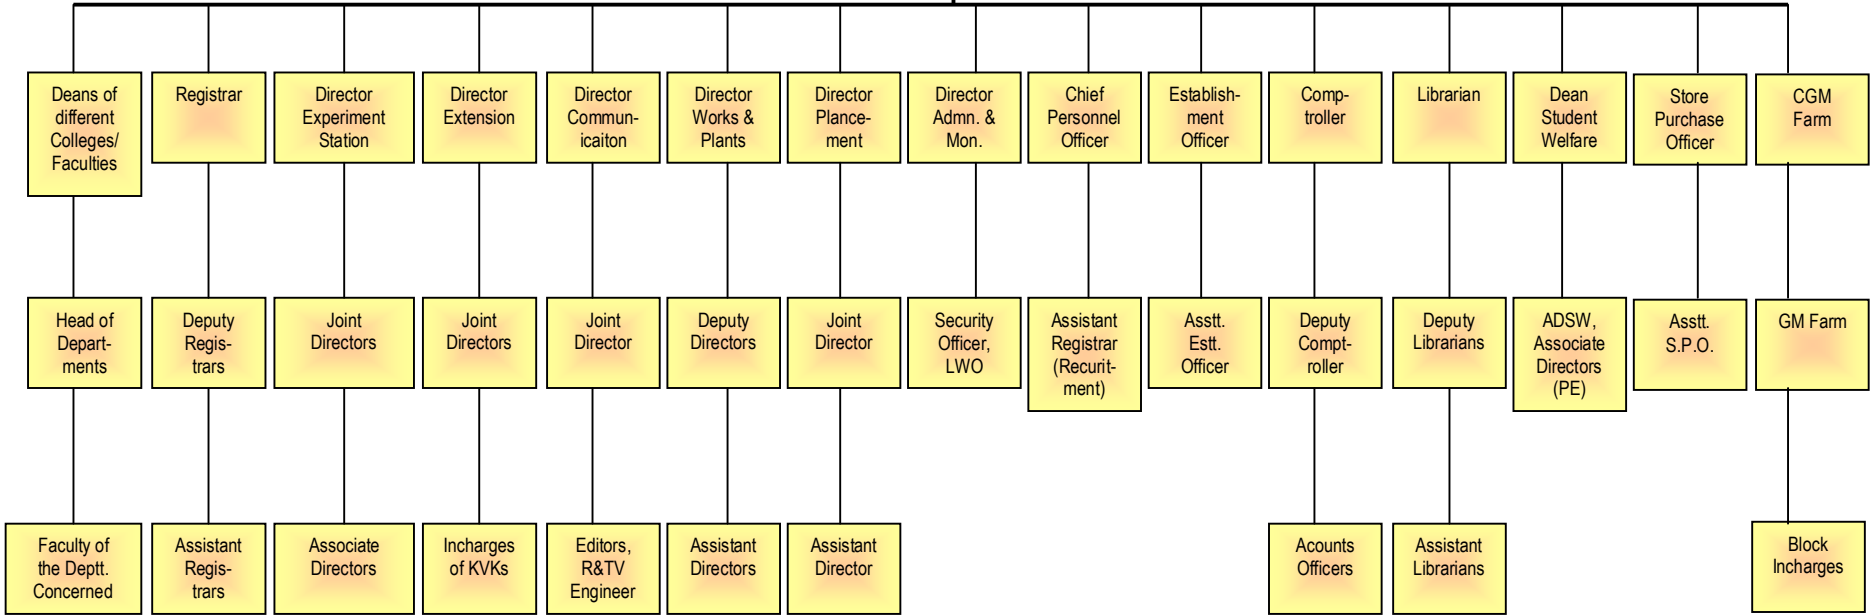 Deans of
different
Colleges/
Faculties
Registrar
Director
Experiment
Station
Director
Extension
Director
Commun-
icaiton
Director
Works &
Plants
Director
Plance-
ment
Director
Admn. &
Mon.
Chief
Personnel
Officer
Establish-
ment
Officer
Comp-
troller
Librarian
Dean
Student
Welfare
Store
Purchase
Officer
CGM
Farm
Head of
Depart-
ments
Deputy
Regis-
trars
Joint
Directors
Joint
Directors
Joint
Director
Deputy
Directors
Joint
Director
Security
Officer,
LWO
Assistant
Registrar
(Recurit-
ment)
Asstt.
Estt.
Officer
Deputy
Compt-
roller
Deputy
Librarians
ADSW,
Associate
Directors
(PE)
Asstt.
S.P.O.
GM Farm
Faculty of
the Deptt.
Concerned
Assistant
Regis-
trars
Associate
Directors
Incharges
of KVKs
Editors,
R&TV
Engineer
Assistant
Directors
Assistant
Director
Acounts
Officers
Assistant
Librarians
Block
Incharges